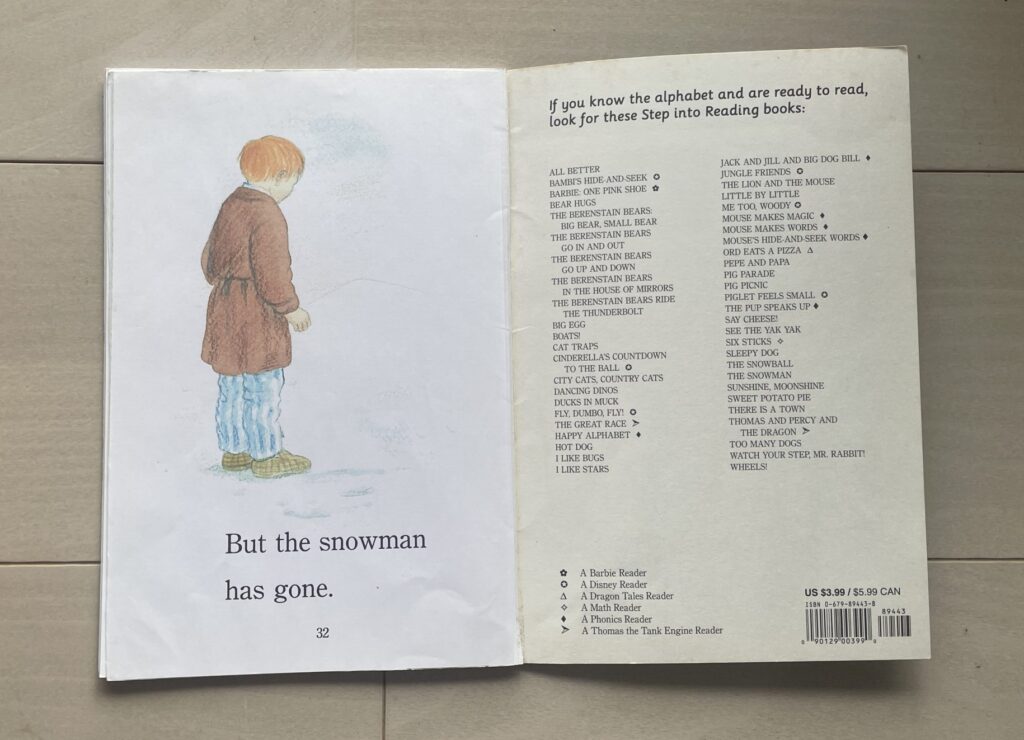 But the snowman
has gone.
32
If you know the alphabet and are ready to read,
look for these Step into Reading books:
ALL BETTER
BAMBI'S HIDE-AND-SEEK ✪
BARBIE: ONE PINK SHOE ✿
BEAR HUGS
THE BERENSTAIN BEARS:
BIG BEAR, SMALL BEAR
THE BERENSTAIN BEARS
GO IN AND OUT
THE BERENSTAIN BEARS
GO UP AND DOWN
THE BERENSTAIN BEARS
IN THE HOUSE OF MIRRORS
THE BERENSTAIN BEARS RIDE
THE THUNDERBOLT
BIG EGG
BOATS!
CAT TRAPS
CINDERELLA'S COUNTDOWN
TO THE BALL ✪
CITY CATS, COUNTRY CATS
DANCING DINOS
DUCKS IN MUCK
FLY, DUMBO, FLY! ✪
THE GREAT RACE ➢
HAPPY ALPHABET ♦
HOT DOG
I LIKE BUGS
I LIKE STARS
JACK AND JILL AND BIG DOG BILL ♦
JUNGLE FRIENDS ✪
THE LION AND THE MOUSE
LITTLE BY LITTLE
ME TOO, WOODY ✪
MOUSE MAKES MAGIC ♦
MOUSE MAKES WORDS ♦
MOUSE'S HIDE-AND-SEEK WORDS ♦
ORD EATS A PIZZA △
PEPE AND PAPA
PIG PARADE
PIG PICNIC
PIGLET FEELS SMALL ✪
THE PUP SPEAKS UP ♦
SAY CHEESE!
SEE THE YAK YAK
SIX STICKS ✧
SLEEPY DOG
THE SNOWBALL
THE SNOWMAN
SUNSHINE, MOONSHINE
SWEET POTATO PIE
THERE IS A TOWN
THOMAS AND PERCY AND
THE DRAGON ➢
TOO MANY DOGS
WATCH YOUR STEP, MR. RABBIT!
WHEELS!
✿ A Barbie Reader
✪ A Disney Reader
△ A Dragon Tales Reader
✧ A Math Reader
♦ A Phonics Reader
➢ A Thomas the Tank Engine Reader
US $3.99 / $5.99 CAN
ISBN 0-679-89443-8
89443
0 90129 00399 9